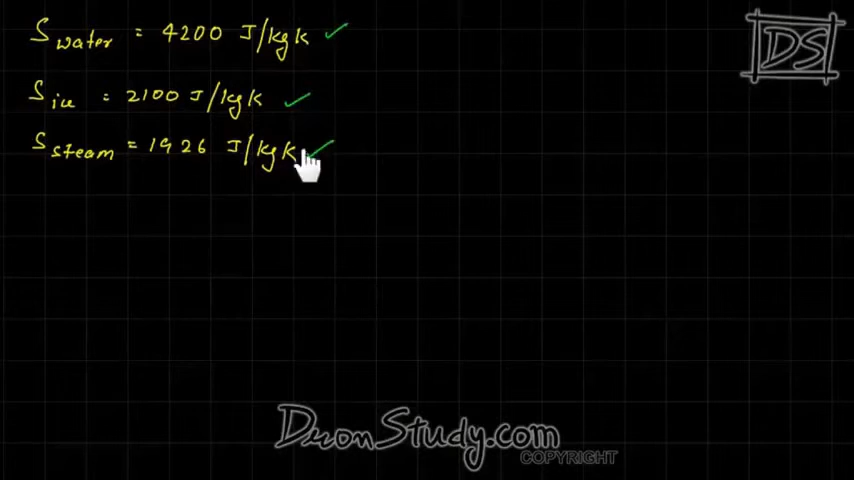 S water = 4200 J/kgK ✓
S ice = 2100 J/kgK ✓
S steam = 1926 J/kgK ✓
DS
DronStudy.com
COPYRIGHT